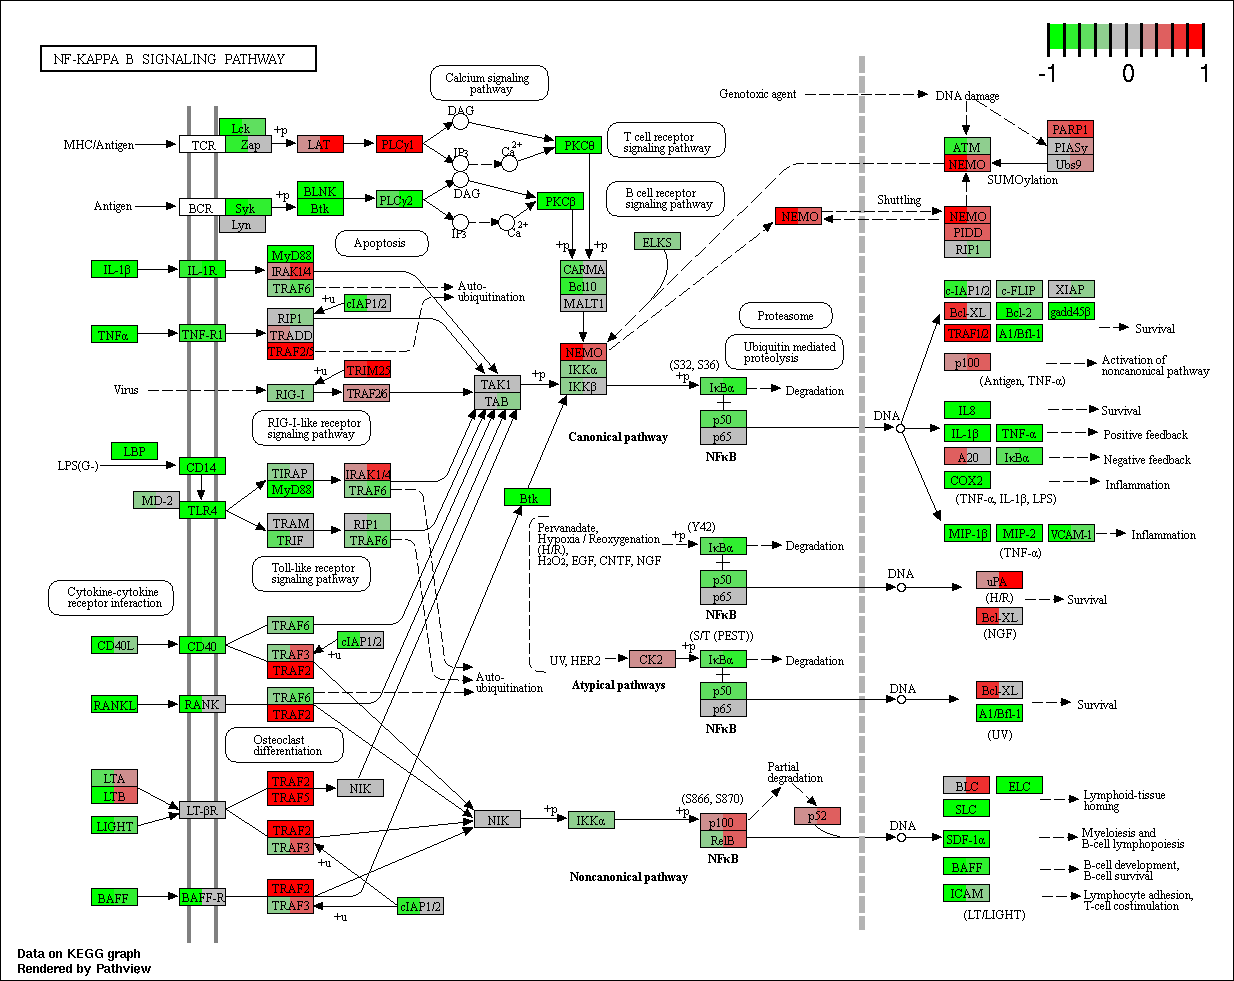 NF-KAPPA B SIGNALING PATHWAY
-1 0 1
Calcium signaling
pathway
Genotoxic agent
DNA damage
MHC/Antigen
TCR
Lck
Zap
+p
LAT
PLCγ1
DAG
IP3
Ca2+
PKCθ
T cell receptor
signaling pathway
ATM
NEMO
PARP1
PIASy
Ubs9
SUMOylation
Antigen
BCR
Syk
Lyn
+p
BLNK
Btk
PLCγ2
DAG
IP3
Ca2+
PKCβ
B cell receptor
signaling pathway
Shuttling
NEMO
NEMO
PIDD
RIP1
Apoptosis
+p
+p
ELKS
IL-1β
IL-1R
MyD88
IRAK1/4
TRAF6
Auto-
ubiquitination
CARMA
Bcl10
MALT1
c-IAP1/2
c-FLIP
XIAP
Bcl-XL
Bcl-2
gadd45β
TRAF1/2
A1/Bfl-1
Survival
+u
cIAP1/2
TNFα
TNF-R1
RIP1
TRADD
TRAF2/5
Proteasome
Ubiquitin mediated
proteolysis
NEMO
IKKα
IKKβ
p100
Activation of
noncanonical pathway
(Antigen, TNF-α)
Virus
+u
TRIM25
RIG-I
TRAF2/6
TAK1
TAB
+p
(S32, S36)
+p
IκBα
Degradation
RIG-I-like receptor
signaling pathway
Canonical pathway
p50
p65
NFκB
DNA
IL8
Survival
IL-1β
TNF-α
Positive feedback
A20
IκBα
Negative feedback
COX2
Inflammation
(TNF-α, IL-1β, LPS)
MIP-1β
MIP-2
VCAM-1
Inflammation
(TNF-α)
LBP
LPS(G-)
CD14
MD-2
TLR4
TIRAP
MyD88
IRAK1/4
TRAF6
TRAM
TRIF
RIP1
TRAF6
Toll-like receptor
signaling pathway
Btk
Pervanadate,
Hypoxia / Reoxygenation
(H/R),
H2O2, EGF, CNTF, NGF
(Y42)
+p
IκBα
Degradation
p50
p65
NFκB
DNA
uPA
(H/R)
Bcl-XL
(NGF)
Survival
Cytokine-cytokine
receptor interaction
CD40L
CD40
TRAF6
TRAF3
TRAF2
cIAP1/2
+u
Auto-
ubiquitination
UV, HER2
CK2
(S/T (PEST))
+p
IκBα
Degradation
Atypical pathways
p50
p65
NFκB
DNA
Bcl-XL
A1/Bfl-1
(UV)
Survival
RANKL
RANK
TRAF6
TRAF2
Osteoclast
differentiation
LTA
LTB
LIGHT
LT-βR
TRAF2
TRAF5
NIK
TRAF2
TRAF3
+u
NIK
+p
IKKα
(S866, S870)
+p
Partial
degradation
p100
RelB
NFκB
p52
DNA
BLC
ELC
SLC
Lymphoid-tissue
homing
SDF-1α
Myeloiesis and
B-cell lymphopoiesis
BAFF
B-cell development,
B-cell survival
ICAM
Lymphocyte adhesion,
T-cell costimulation
(LT/LIGHT)
Noncanonical pathway
BAFF
BAFF-R
TRAF2
TRAF3
+u
cIAP1/2
Data on KEGG graph
Rendered by Pathview